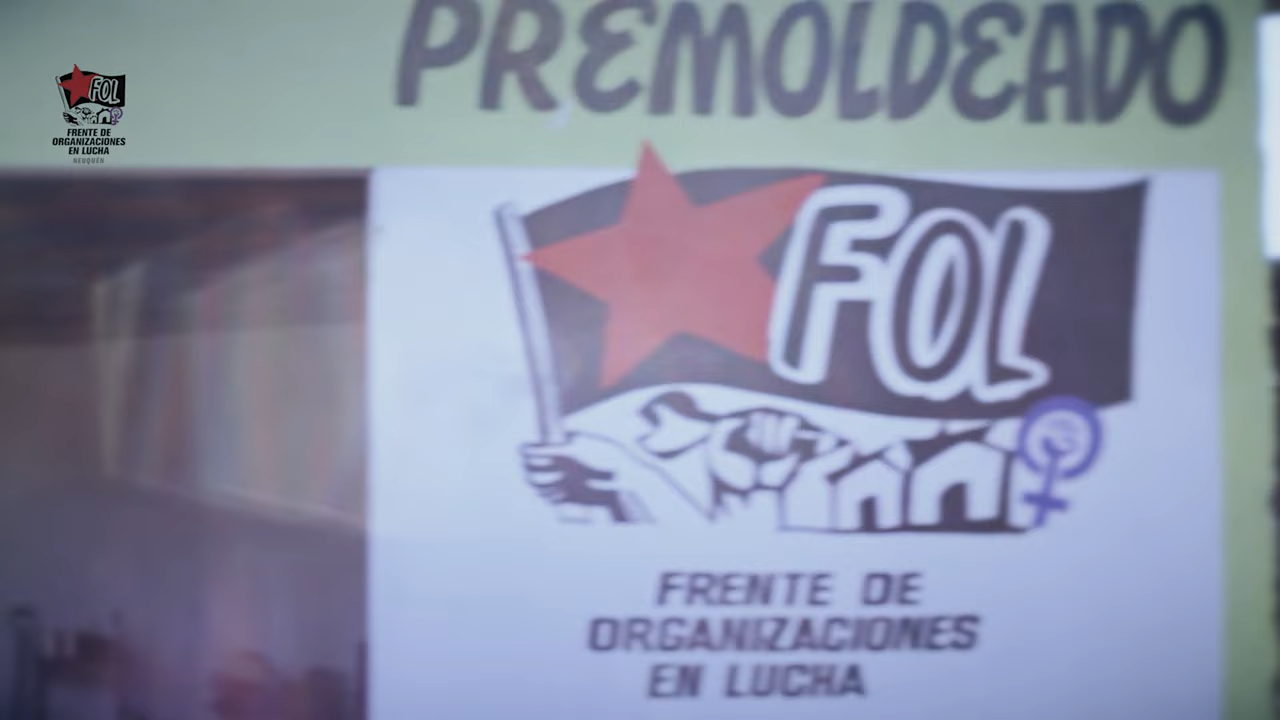 PREMOLDEADO
FOL
FRENTE DE
ORGANIZACIONES
EN LUCHA
NEUQUÉN
FOL
FRENTE DE
ORGANIZACIONES
EN LUCHA